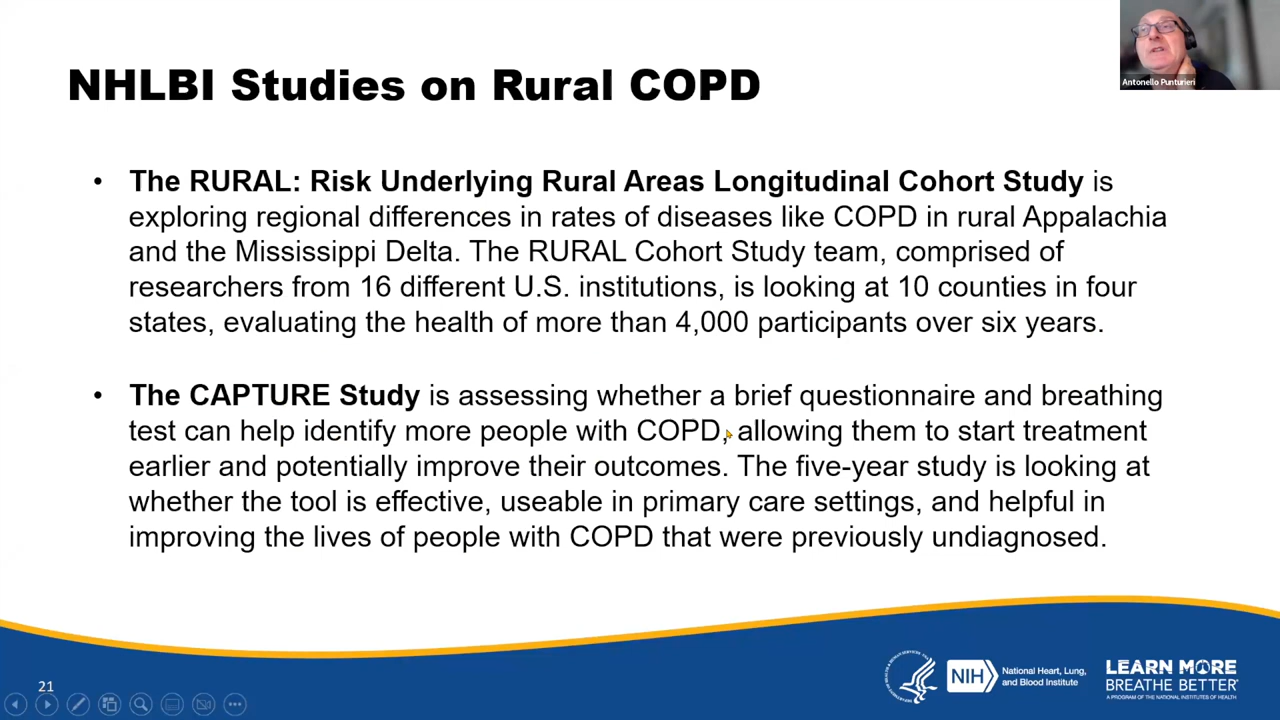 Antonello Punturieri
NHLBI Studies on Rural COPD
• The RURAL: Risk Underlying Rural Areas Longitudinal Cohort Study is
exploring regional differences in rates of diseases like COPD in rural Appalachia
and the Mississippi Delta. The RURAL Cohort Study team, comprised of
researchers from 16 different U.S. institutions, is looking at 10 counties in four
states, evaluating the health of more than 4,000 participants over six years.
• The CAPTURE Study is assessing whether a brief questionnaire and breathing
test can help identify more people with COPD, allowing them to start treatment
earlier and potentially improve their outcomes. The five-year study is looking at
whether the tool is effective, useable in primary care settings, and helpful in
improving the lives of people with COPD that were previously undiagnosed.
21
NIH
National Heart, Lung,
and Blood Institute
LEARN MORE
BREATHE BETTER®
A PROGRAM OF THE NATIONAL INSTITUTES OF HEALTH